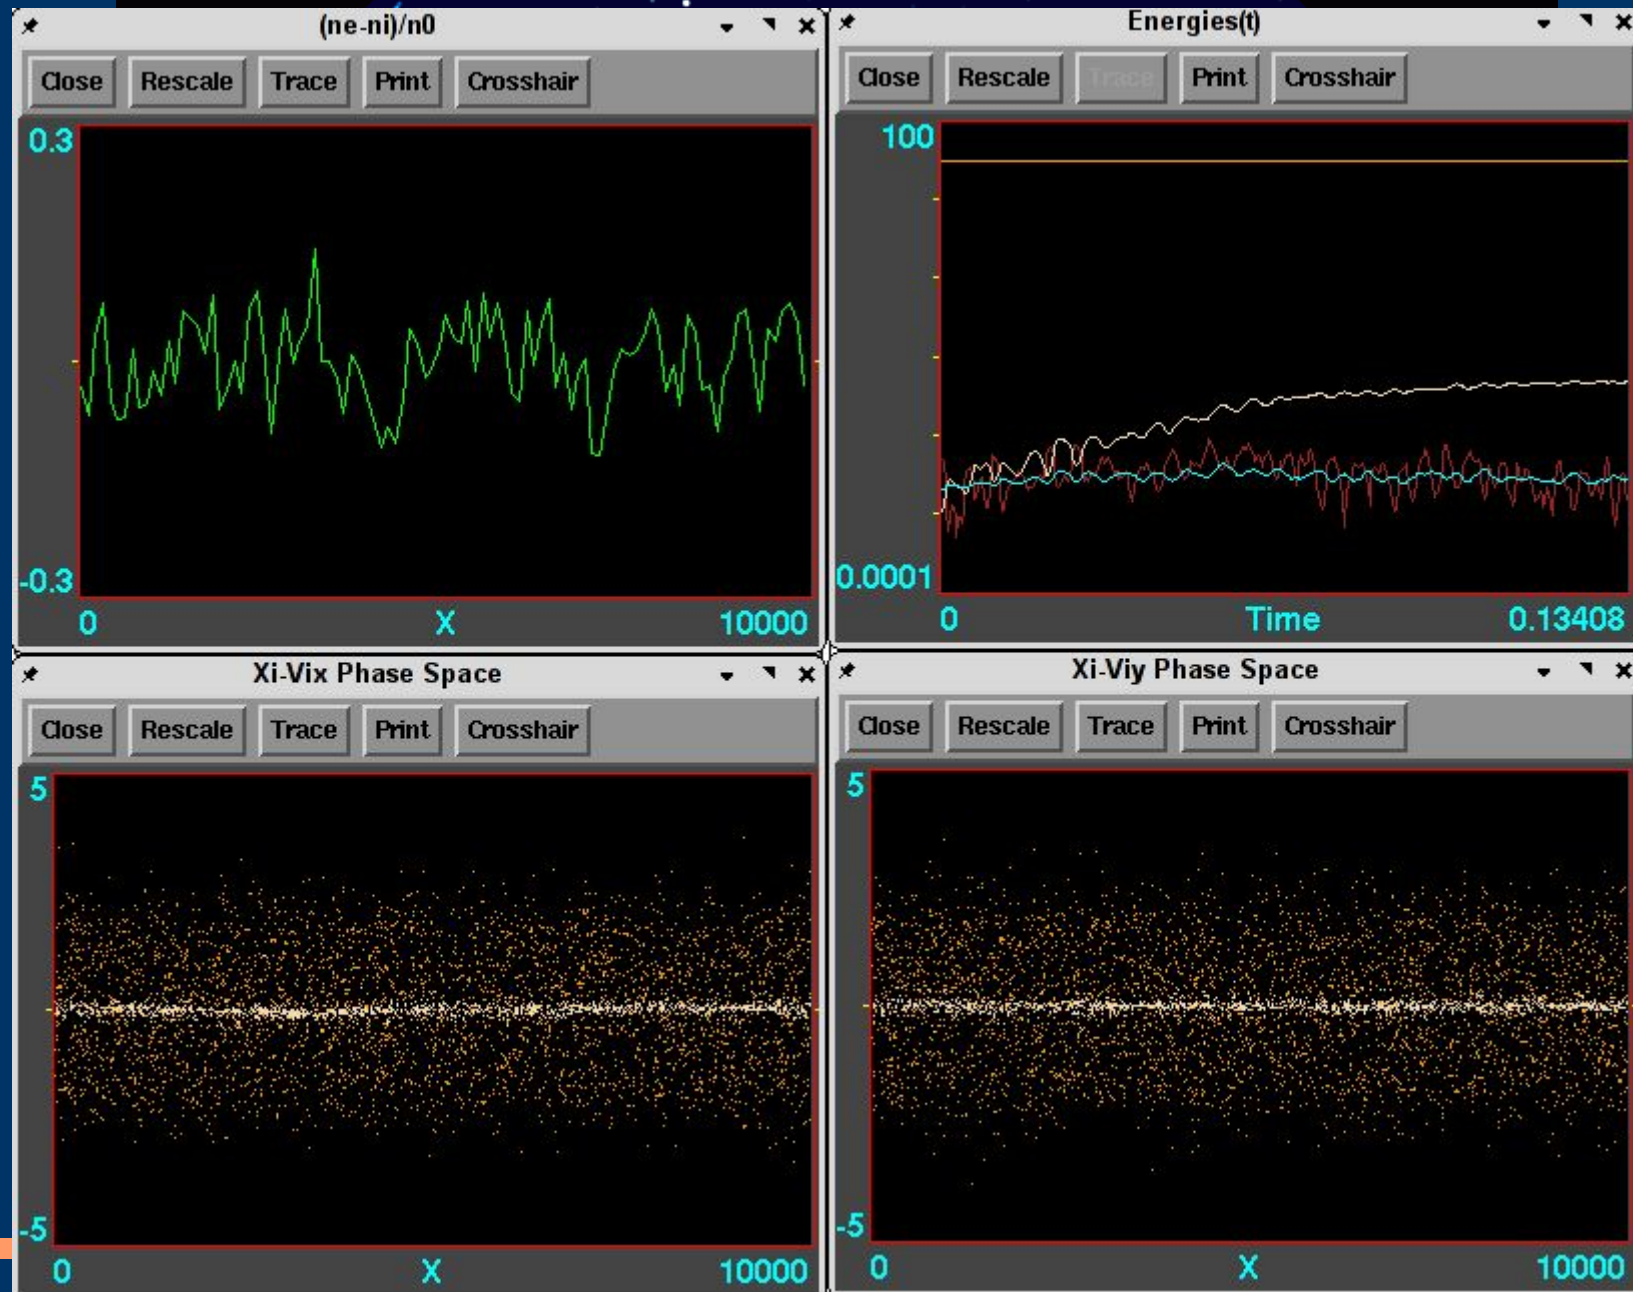 (ne-ni)/n0
Close Rescale Trace Print Crosshair
0.3
-0.3
0 X 10000
Energies(t)
Close Rescale Trace Print Crosshair
100
0.0001
0 Time 0.13408
Xi-Vix Phase Space
Close Rescale Trace Print Crosshair
5
-5
0 X 10000
Xi-Viy Phase Space
Close Rescale Trace Print Crosshair
5
-5
0 X 10000